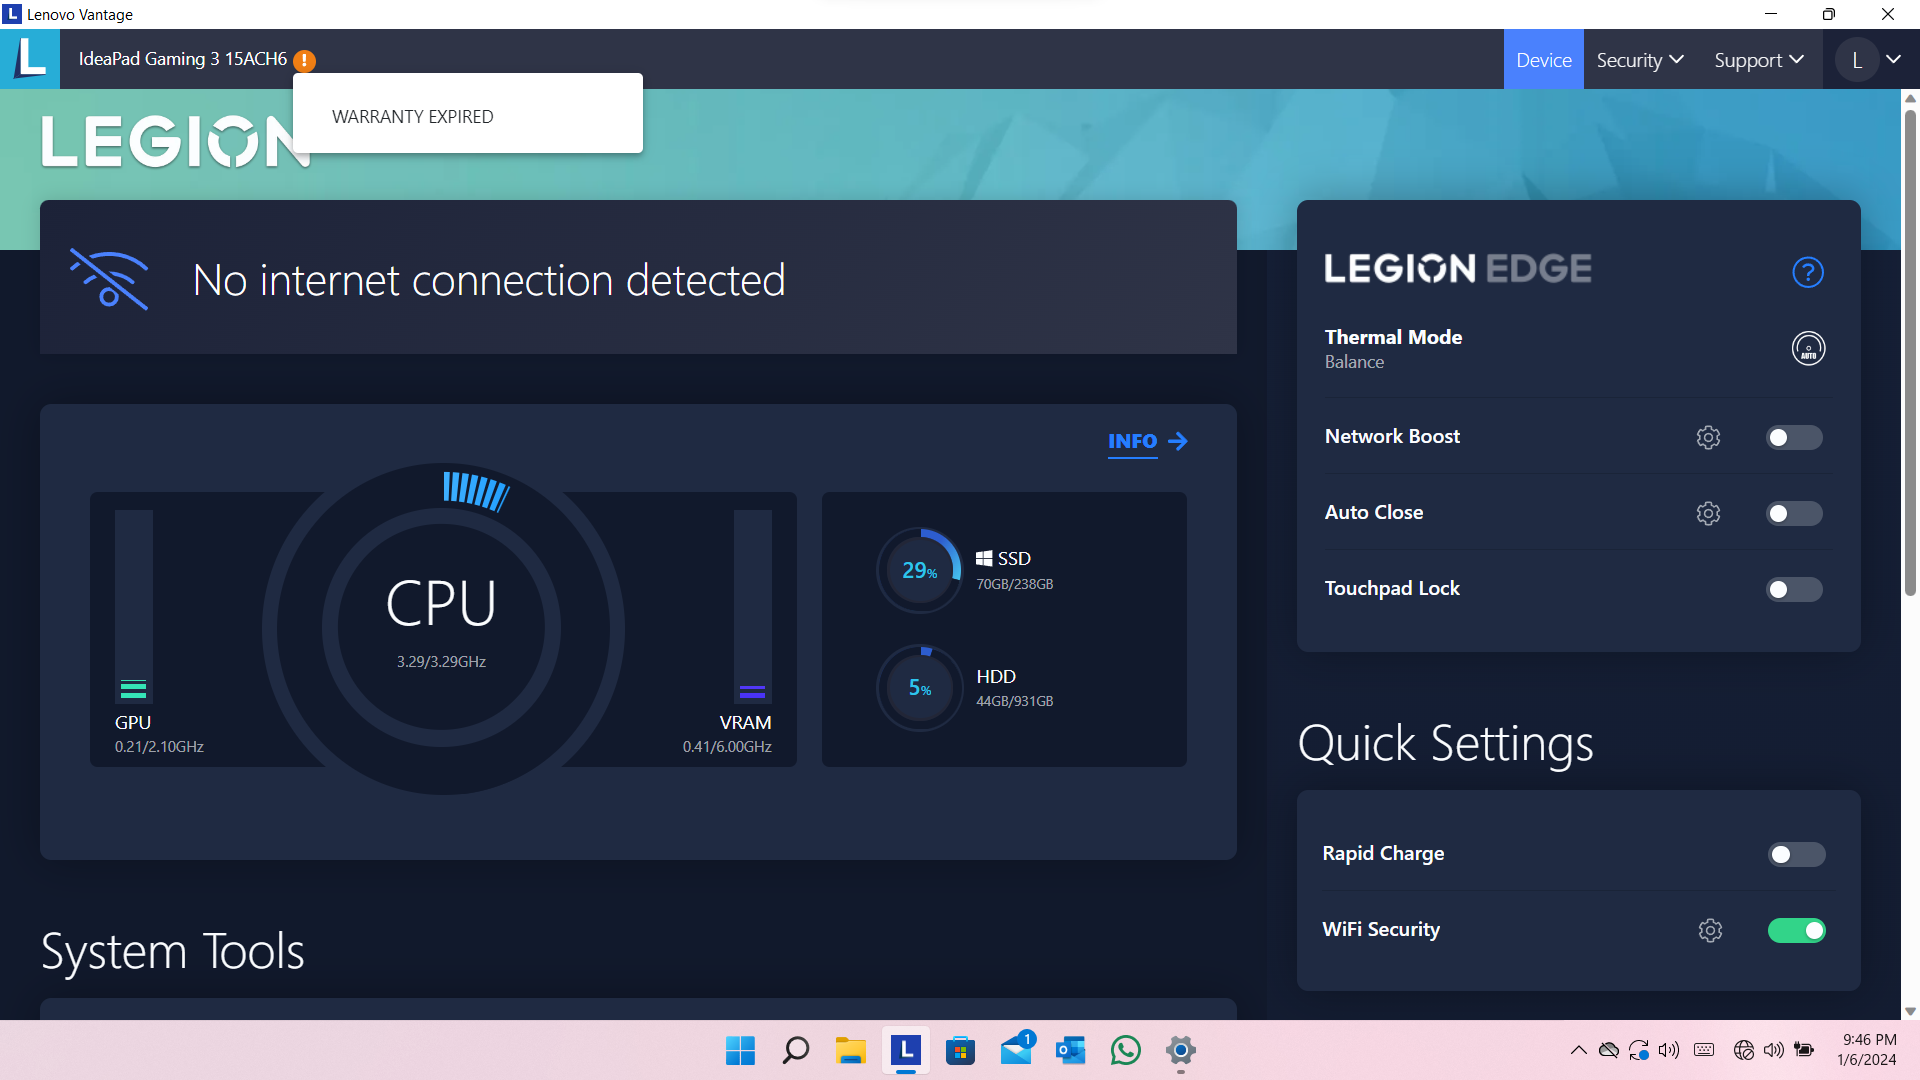 L Lenovo Vantage
L IdeaPad Gaming 3 15ACH6 !
Device Security Support L
WARRANTY EXPIRED
LEGION
No internet connection detected
INFO
CPU
3.29/3.29GHz
GPU
0.21/2.10GHz
VRAM
0.41/6.00GHz
29%
SSD
70GB/238GB
5%
HDD
44GB/931GB
System Tools
LEGION EDGE ?
Thermal Mode
Balance
AUTO
Network Boost
Auto Close
Touchpad Lock
Quick Settings
Rapid Charge
WiFi Security
L
1
9:46 PM
1/6/2024